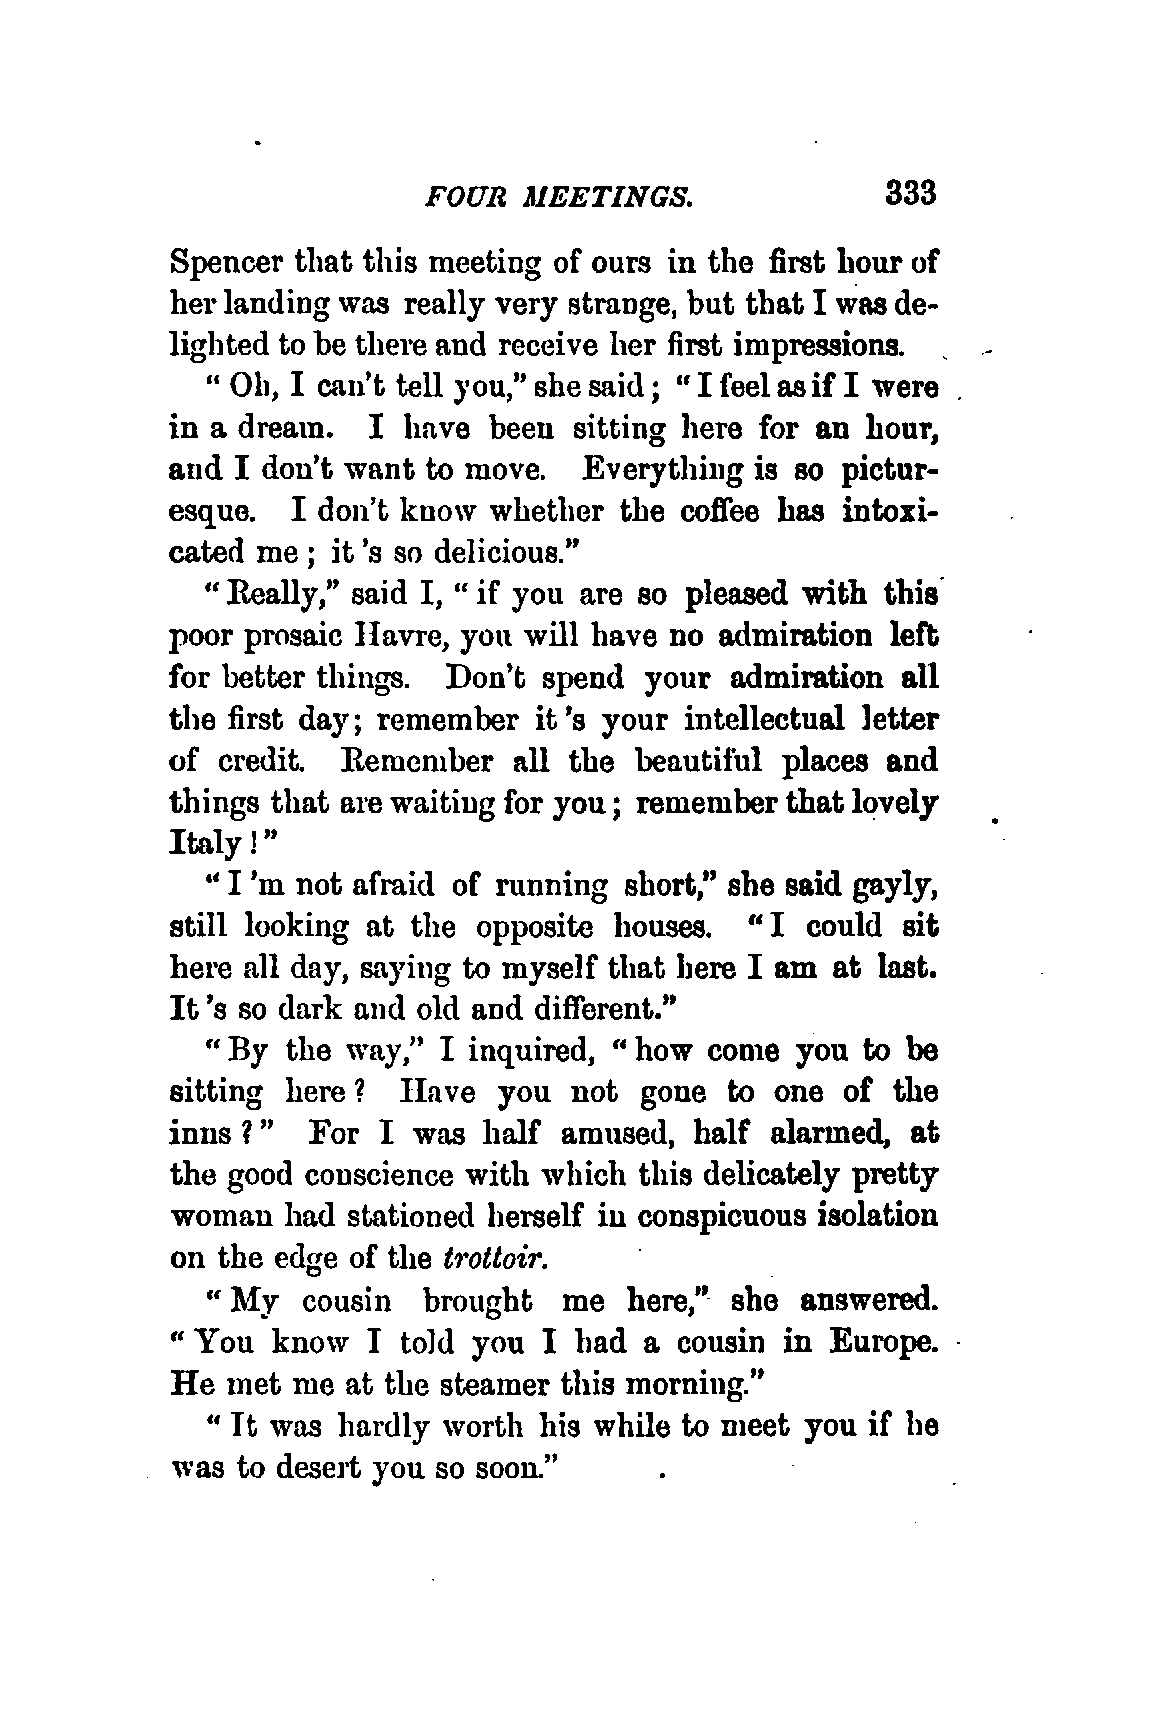 FOUR MEETINGS. 333
Spencer that this meeting of ours in the first hour of
her landing was really very strange, but that I was de-
lighted to be there and receive her first impressions.
“ Oh, I can't tell you,” she said ; “ I feel as if I were
in a dream. I have been sitting here for an hour,
and I don't want to move. Everything is so pictur-
esque. I don't know whether the coffee has intoxi-
cated me ; it 's so delicious.”
“ Really,” said I, “ if you are so pleased with this
poor prosaic Havre, you will have no admiration left
for better things. Don't spend your admiration all
the first day; remember it 's your intellectual letter
of credit. Remember all the beautiful places and
things that are waiting for you ; remember that lovely
Italy ! ”
“ I 'm not afraid of running short,” she said gayly,
still looking at the opposite houses. “ I could sit
here all day, saying to myself that here I am at last.
It 's so dark and old and different.”
“ By the way,” I inquired, “ how come you to be
sitting here ? Have you not gone to one of the
inns ? ” For I was half amused, half alarmed, at
the good conscience with which this delicately pretty
woman had stationed herself in conspicuous isolation
on the edge of the trottoir.
“ My cousin brought me here,” she answered.
“ You know I told you I had a cousin in Europe.
He met me at the steamer this morning.”
“ It was hardly worth his while to meet you if he
was to desert you so soon.”